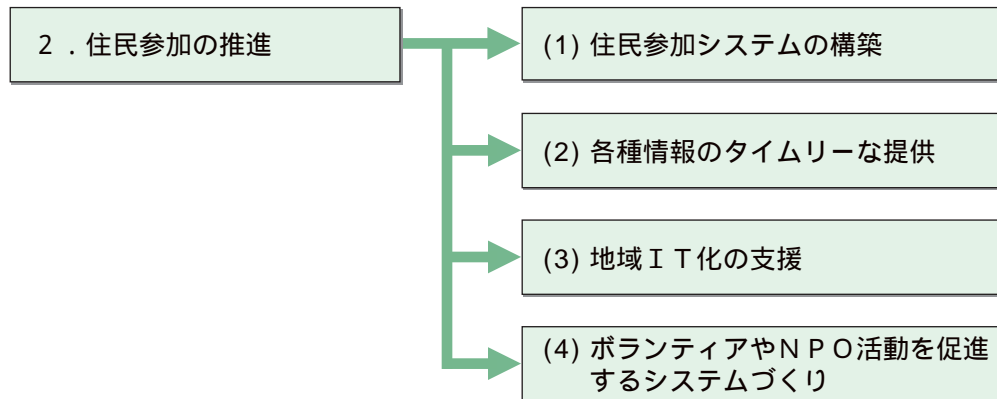 ２．住民参加の推進
(1) 住民参加システムの構築
(2) 各種情報のタイムリーな提供
(3) 地域ＩＴ化の支援
(4) ボランティアやＮＰＯ活動を促進
するシステムづくり